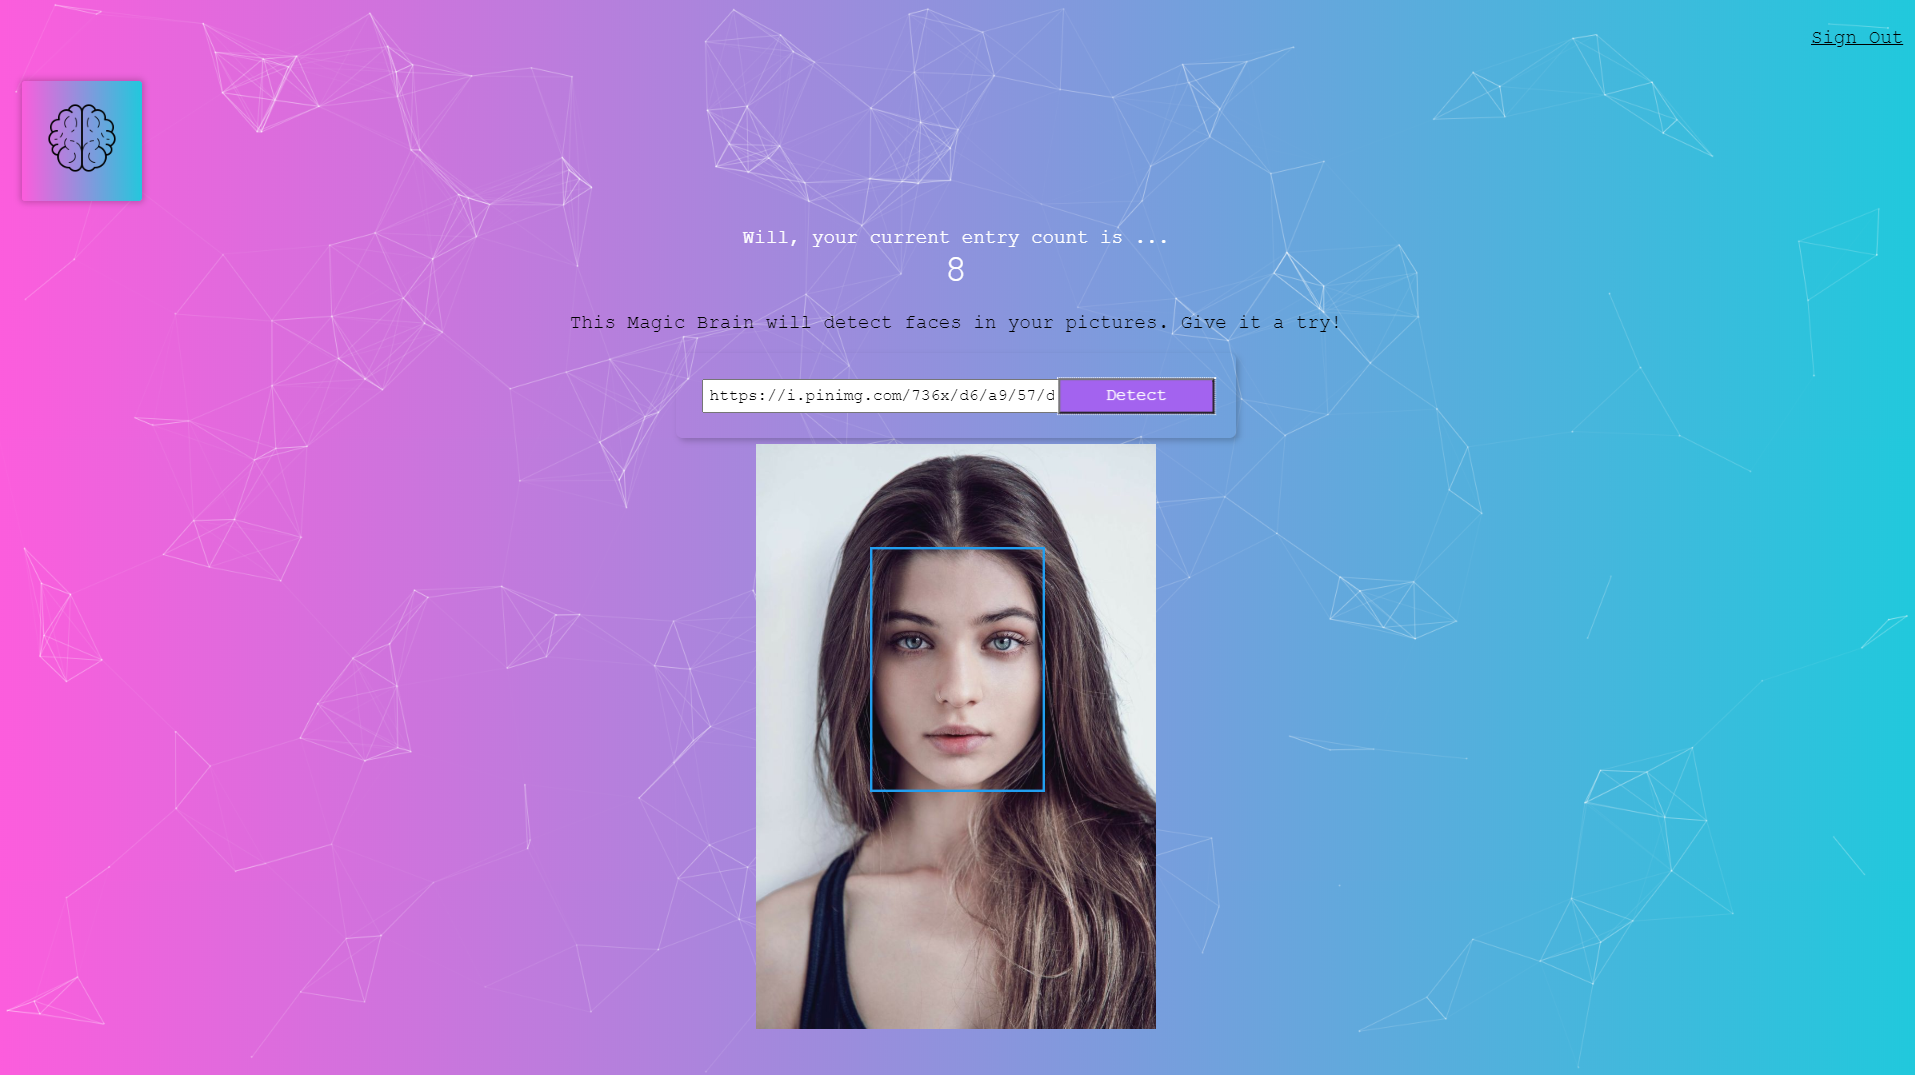 Sign Out
Will, your current entry count is ...
8
This Magic Brain will detect faces in your pictures. Give it a try!
https://i.pinimg.com/736x/d6/a9/57/d
Detect